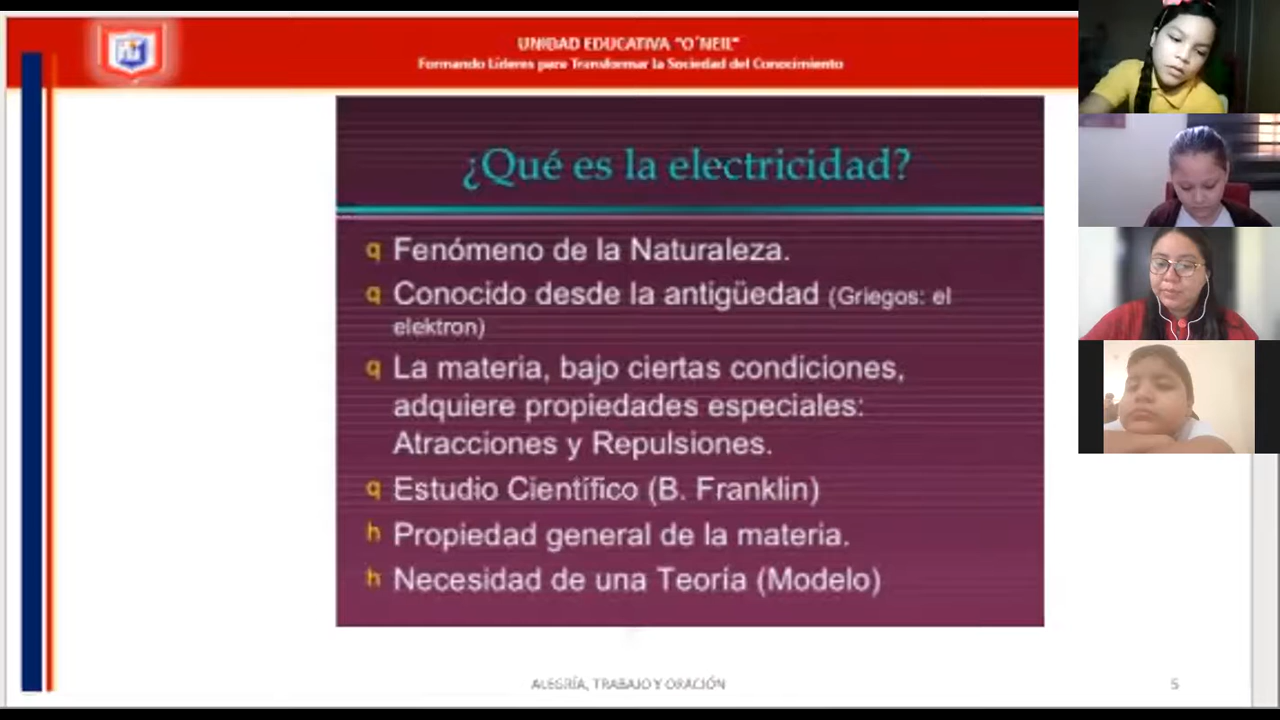 UNIDAD EDUCATIVA "O´NEIL"
Formando Líderes para Transformar la Sociedad del Conocimiento
¿Qué es la electricidad?
q Fenómeno de la Naturaleza.
q Conocido desde la antigüedad (Griegos: el
elektron)
q La materia, bajo ciertas condiciones,
adquiere propiedades especiales:
Atracciones y Repulsiones.
q Estudio Científico (B. Franklin)
h Propiedad general de la materia.
h Necesidad de una Teoría (Modelo)
ALEGRÍA, TRABAJO Y ORACIÓN
5